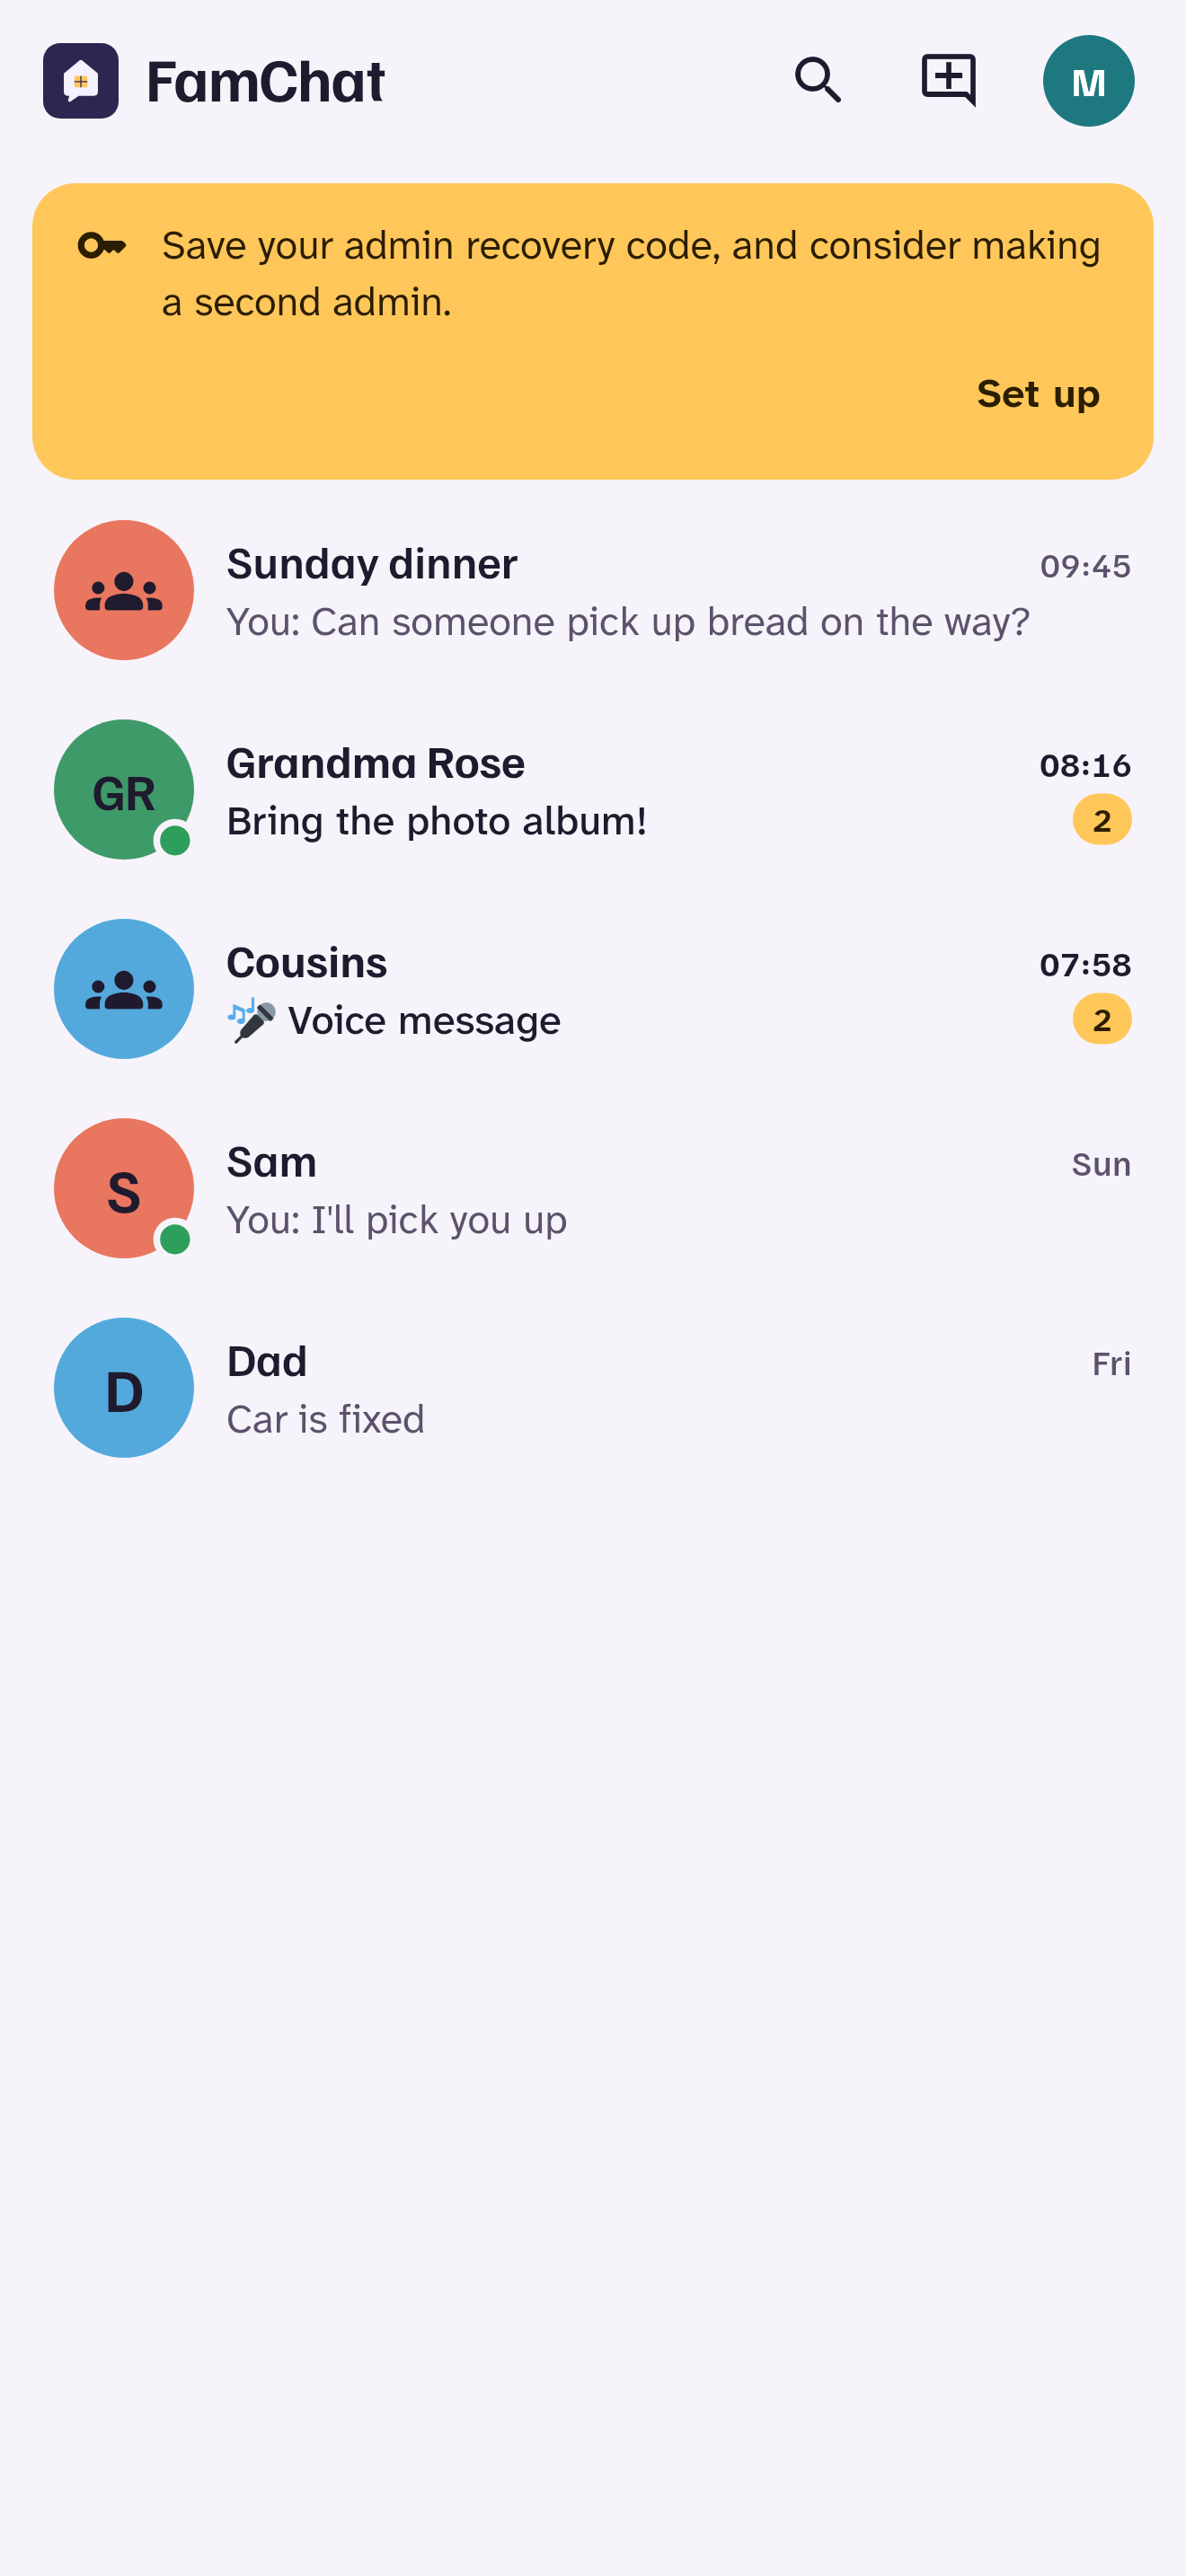 FamChat
M
Save your admin recovery code, and consider making
a second admin.
Set up
Sunday dinner 09:45
You: Can someone pick up bread on the way?
GR
Grandma Rose 08:16
Bring the photo album! 2
Cousins 07:58
Voice message 2
S
Sam Sun
You: I'll pick you up
D
Dad Fri
Car is fixed